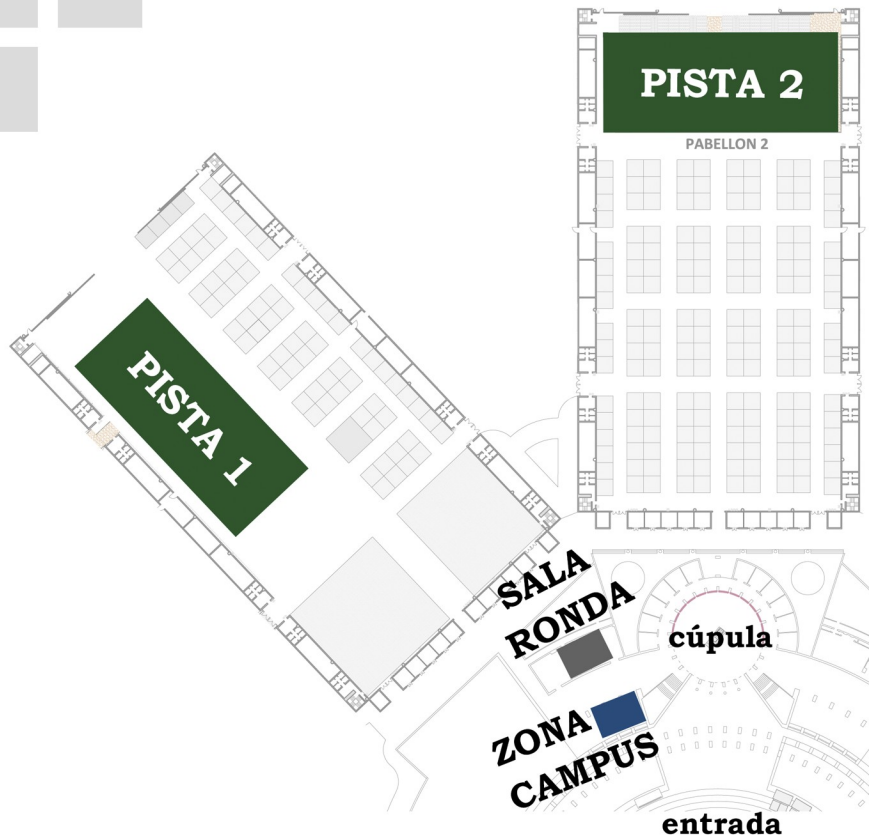 PISTA 2
PABELLON 2
PISTA 1
SALA
RONDA
cúpula
ZONA
CAMPUS
entrada